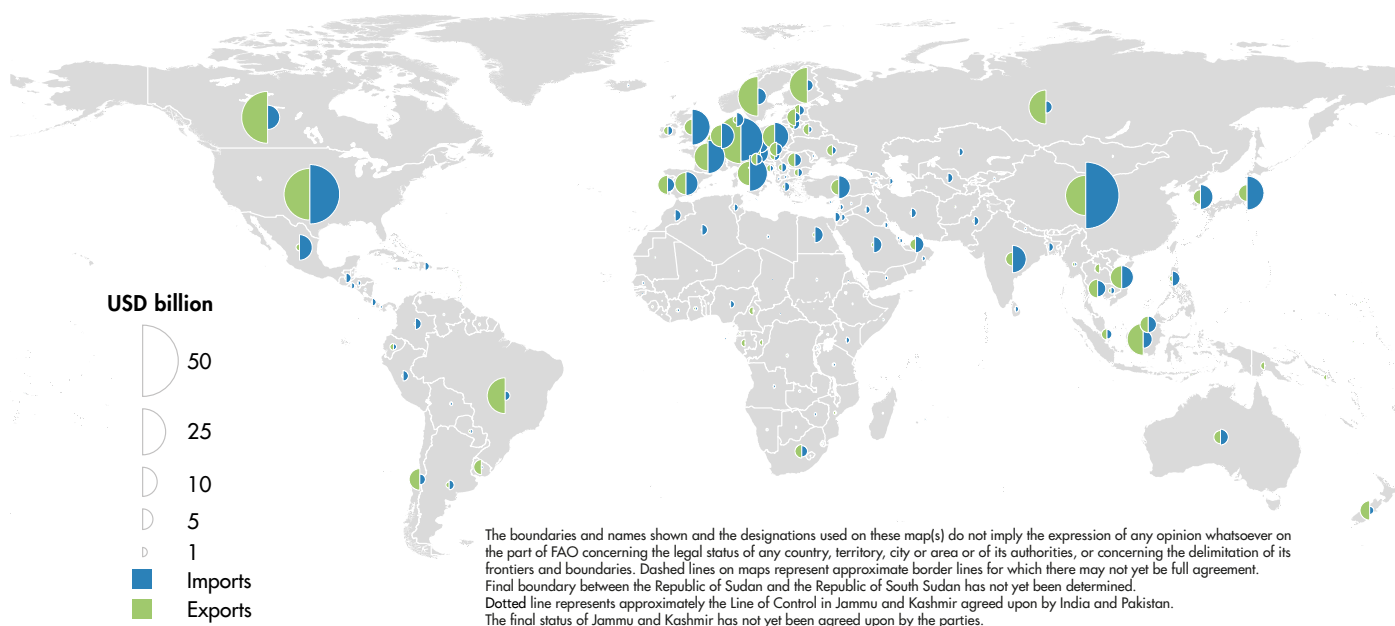 USD billion
50
25
10
5
1
Imports
Exports
The boundaries and names shown and the designations used on these map(s) do not imply the expression of any opinion whatsoever on
the part of FAO concerning the legal status of any country, territory, city or area or of its authorities, or concerning the delimitation of its
frontiers and boundaries. Dashed lines on maps represent approximate border lines for which there may not yet be full agreement.
Final boundary between the Republic of Sudan and the Republic of South Sudan has not yet been determined.
Dotted line represents approximately the Line of Control in Jammu and Kashmir agreed upon by India and Pakistan.
The final status of Jammu and Kashmir has not yet been agreed upon by the parties.